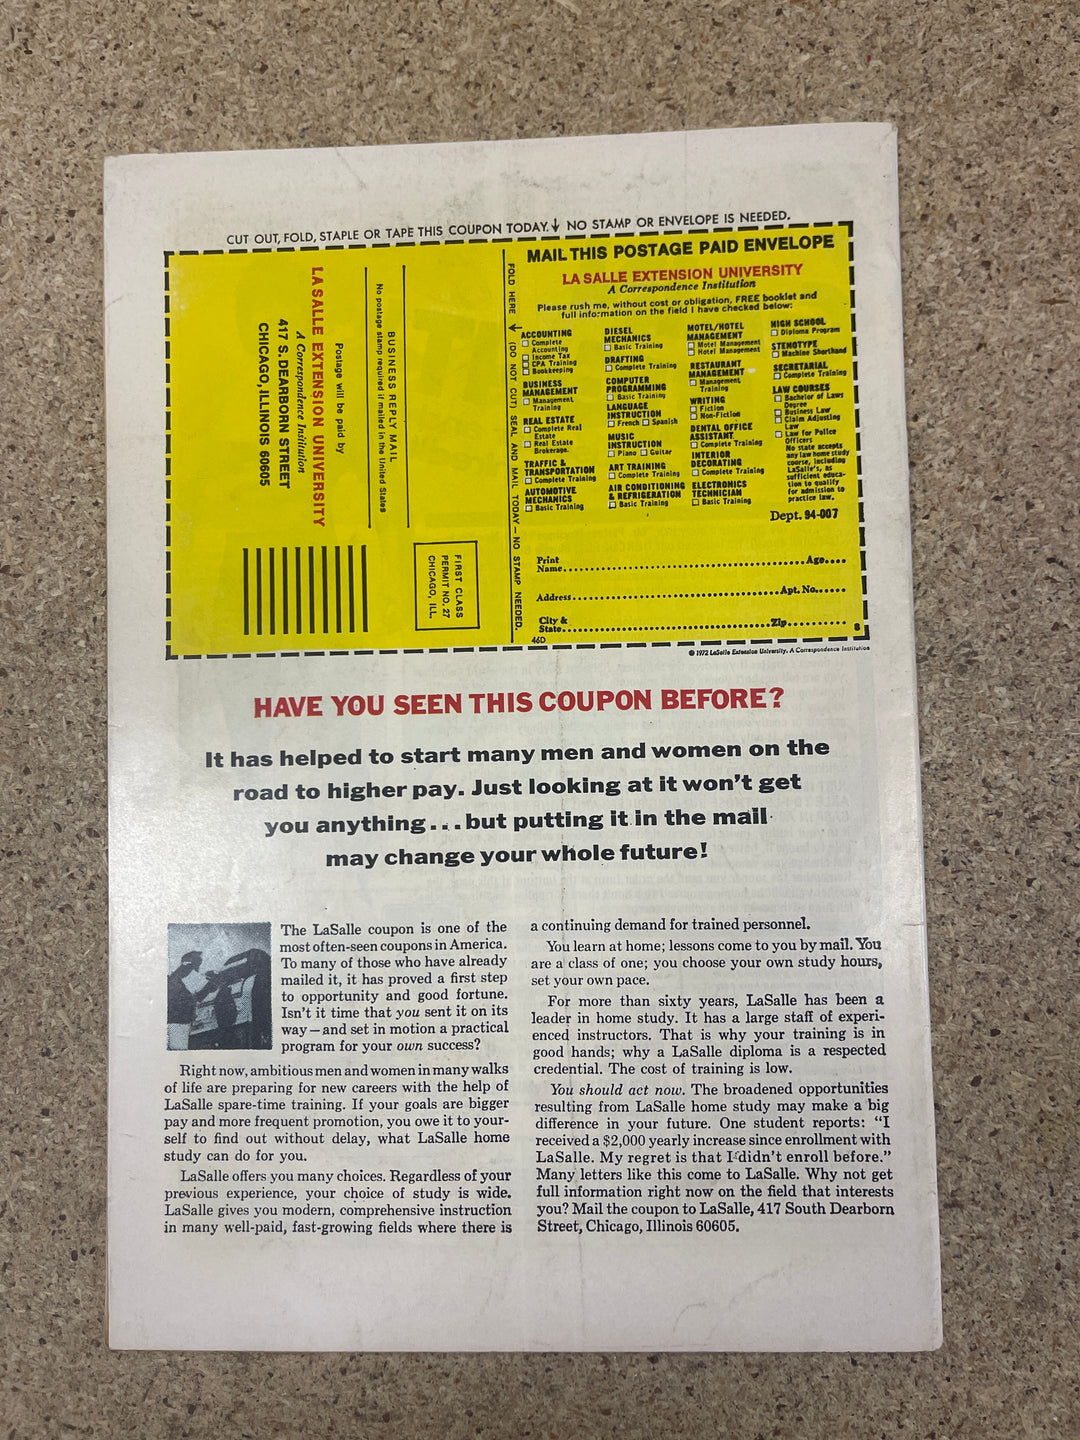 CUT OUT, FOLD, STAPLE OR TAPE THIS COUPON TODAY. ↓ NO STAMP OR ENVELOPE IS NEEDED.
LA SALLE EXTENSION UNIVERSITY
A Correspondence Institution
417 S. DEARBORN STREET
CHICAGO, ILLINOIS 60605
Postage will be paid by
BUSINESS REPLY MAIL
No postage stamp required if mailed in the United States
FIRST CLASS
PERMIT NO. 27
CHICAGO, ILL.
FOLD HERE ↓ (DO NOT CUT) SEAL AND MAIL TODAY — NO STAMP NEEDED.
MAIL THIS POSTAGE PAID ENVELOPE
LA SALLE EXTENSION UNIVERSITY
A Correspondence Institution
Please rush me, without cost or obligation, FREE booklet and
full information on the field I have checked below:
ACCOUNTING
☐ Complete
Accounting
☐ Income Tax
☐ CPA Training
☐ Bookkeeping
BUSINESS
MANAGEMENT
☐ Management
Training
REAL ESTATE
☐ Complete Real
Estate
☐ Real Estate
Brokerage.
TRAFFIC &
TRANSPORTATION
☐ Complete Training
AUTOMOTIVE
MECHANICS
☐ Basic Training
DIESEL
MECHANICS
☐ Basic Training
DRAFTING
☐ Complete Training
COMPUTER
PROGRAMMING
☐ Basic Training
LANGUAGE
INSTRUCTION
☐ French ☐ Spanish
MUSIC
INSTRUCTION
☐ Piano ☐ Guitar
ART TRAINING
☐ Complete Training
AIR CONDITIONING
& REFRIGERATION
☐ Basic Training
MOTEL/HOTEL
MANAGEMENT
☐ Motel Management
☐ Hotel Management
RESTAURANT
MANAGEMENT
☐ Management
Training
WRITING
☐ Fiction
☐ Non-Fiction
DENTAL OFFICE
ASSISTANT
☐ Complete Training
INTERIOR
DECORATING
☐ Complete Training
ELECTRONICS
TECHNICIAN
☐ Basic Training
HIGH SCHOOL
☐ Diploma Program
STENOTYPE
☐ Machine Shorthand
SECRETARIAL
☐ Complete Training
LAW COURSES
☐ Bachelor of Laws
Degree
☐ Business Law
☐ Claim Adjusting
Law
☐ Law for Police
Officers
No state accepts
any law home study
course, including
LaSalle's, as
sufficient educa-
tion to qualify
for admission to
practice law.
Dept. 94-007
Print
Name........Age....
Address........Apt. No......
City &
State........Zip........ 8
46D
© 1972 LaSalle Extension University. A Correspondence Institution
HAVE YOU SEEN THIS COUPON BEFORE?
It has helped to start many men and women on the
road to higher pay. Just looking at it won't get
you anything...but putting it in the mail
may change your whole future!
The LaSalle coupon is one of the
most often-seen coupons in America.
To many of those who have already
mailed it, it has proved a first step
to opportunity and good fortune.
Isn't it time that you sent it on its
way—and set in motion a practical
program for your own success?
Right now, ambitious men and women in many walks
of life are preparing for new careers with the help of
LaSalle spare-time training. If your goals are bigger
pay and more frequent promotion, you owe it to your-
self to find out without delay, what LaSalle home
study can do for you.
LaSalle offers you many choices. Regardless of your
previous experience, your choice of study is wide.
LaSalle gives you modern, comprehensive instruction
in many well-paid, fast-growing fields where there is
a continuing demand for trained personnel.
You learn at home; lessons come to you by mail. You
are a class of one; you choose your own study hours,
set your own pace.
For more than sixty years, LaSalle has been a
leader in home study. It has a large staff of experi-
enced instructors. That is why your training is in
good hands; why a LaSalle diploma is a respected
credential. The cost of training is low.
You should act now. The broadened opportunities
resulting from LaSalle home study may make a big
difference in your future. One student reports: "I
received a $2,000 yearly increase since enrollment with
LaSalle. My regret is that I didn't enroll before."
Many letters like this come to LaSalle. Why not get
full information right now on the field that interests
you? Mail the coupon to LaSalle, 417 South Dearborn
Street, Chicago, Illinois 60605.